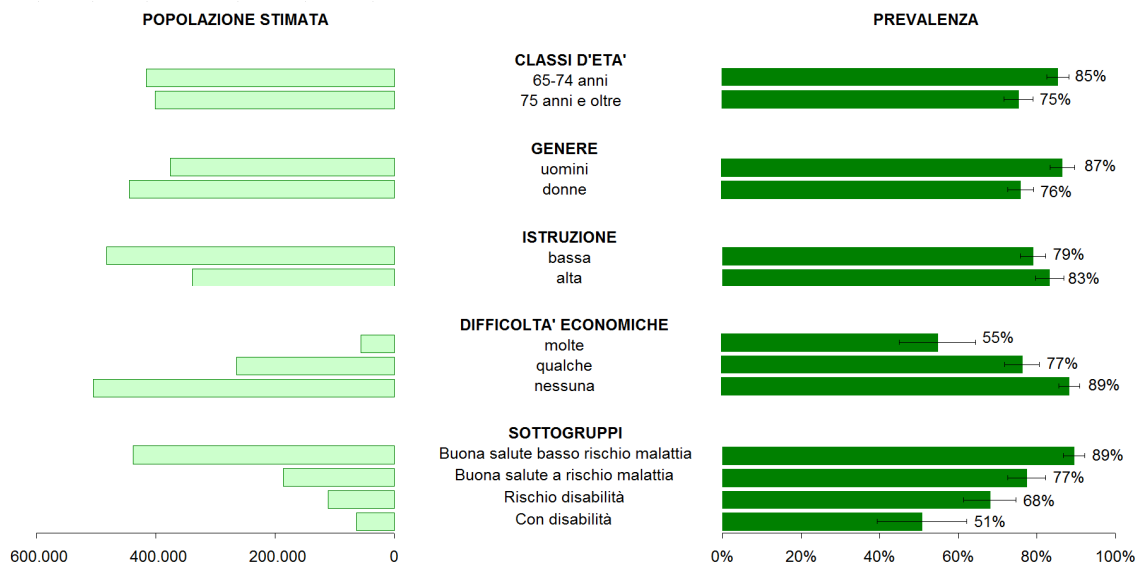 POPOLAZIONE STIMATA
PREVALENZA
CLASSI D'ETA'
65-74 anni
85%
75 anni e oltre
75%
GENERE
uomini
87%
donne
76%
ISTRUZIONE
bassa
79%
alta
83%
DIFFICOLTA' ECONOMICHE
molte
55%
qualche
77%
nessuna
89%
SOTTOGRUPPI
Buona salute basso rischio malattia
89%
Buona salute a rischio malattia
77%
Rischio disabilità
68%
Con disabilità
51%
600.000 400.000 200.000 0
0% 20% 40% 60% 80% 100%